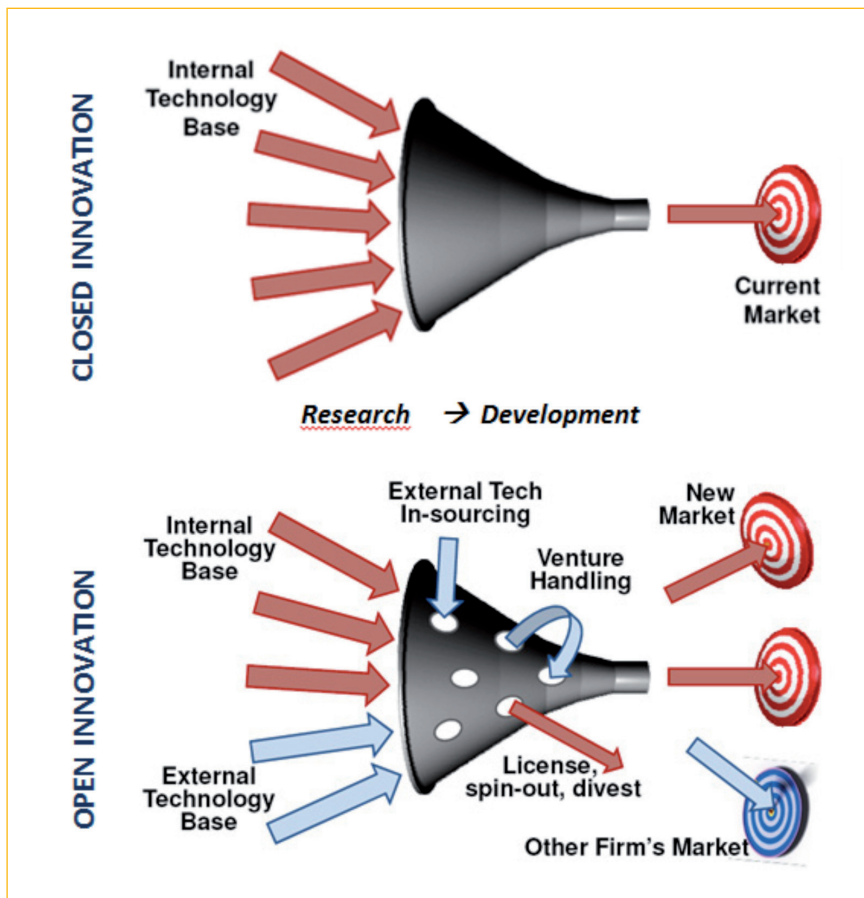 CLOSED INNOVATION
Internal
Technology
Base
Current
Market
Research → Development
OPEN INNOVATION
Internal
Technology
Base
External Tech
In-sourcing
Venture
Handling
New
Market
External
Technology
Base
License,
spin-out, divest
Other Firm's Market